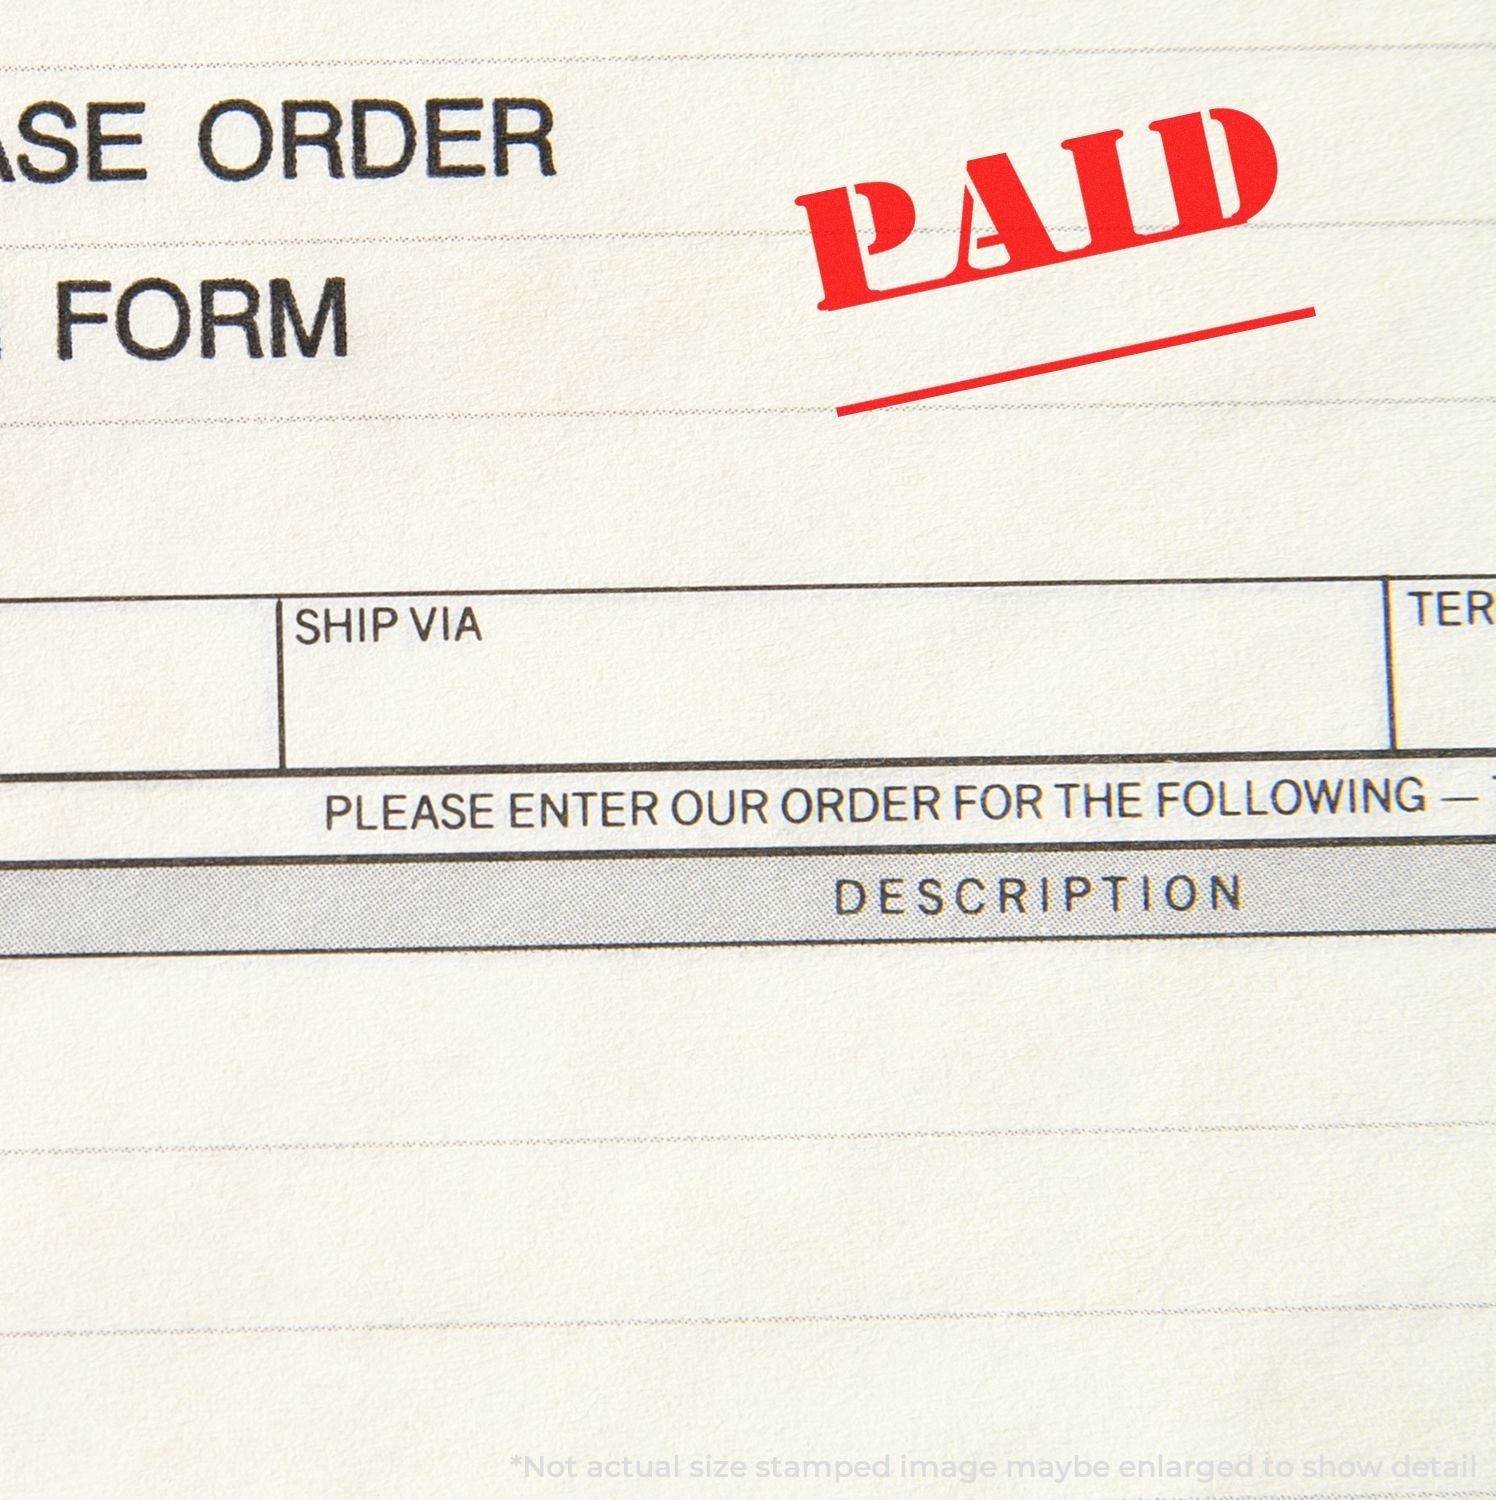 ASE ORDER
PAID
FORM
SHIP VIA
TER
PLEASE ENTER OUR ORDER FOR THE FOLLOWING —
DESCRIPTION
*Not actual size stamped image maybe enlarged to show detail